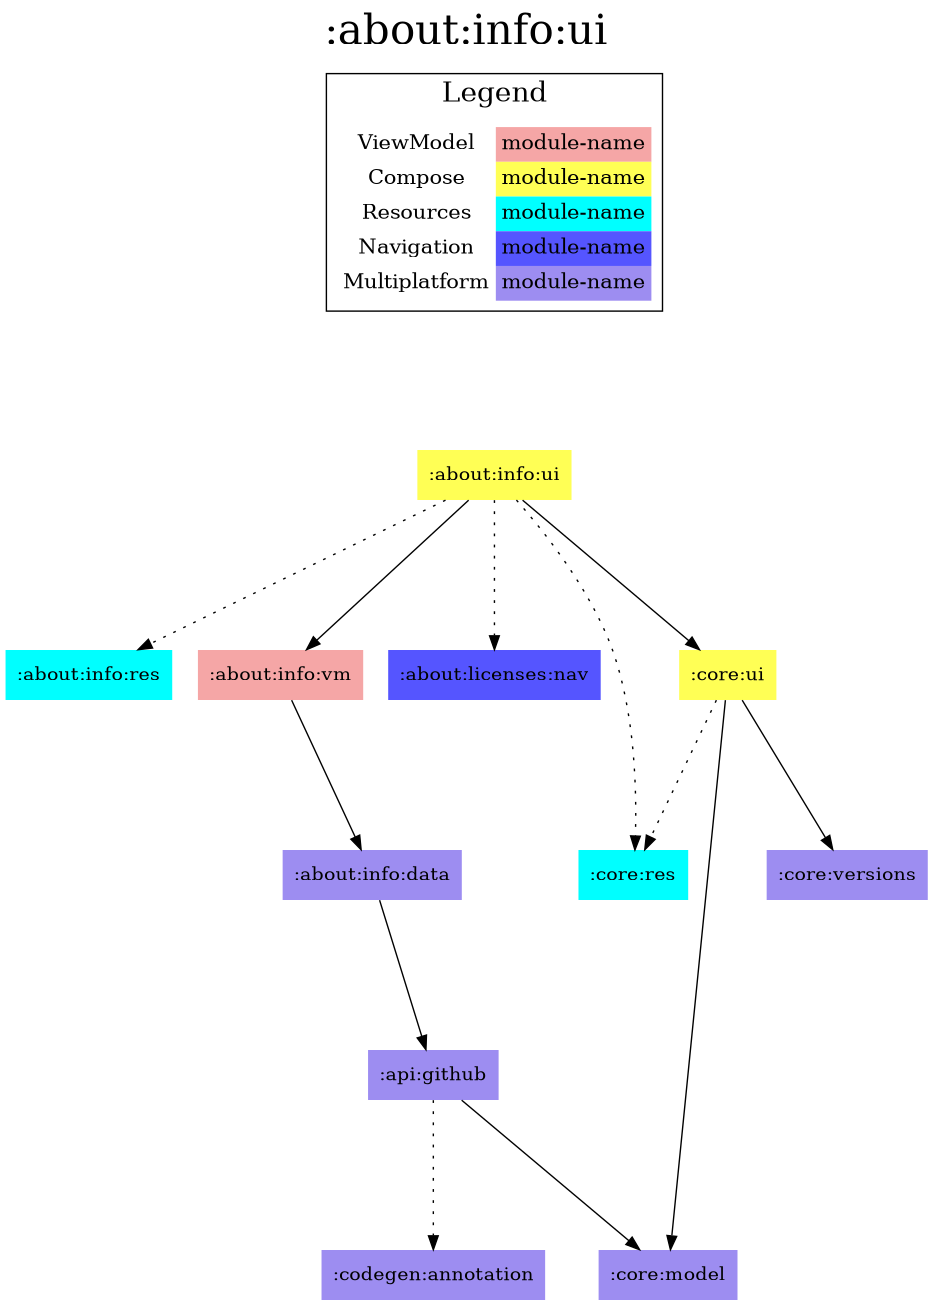 :about:info:ui
Legend
ViewModel module-name
Compose module-name
Resources module-name
Navigation module-name
Multiplatform module-name
:about:info:ui
:about:info:res :about:info:vm :about:licenses:nav :core:ui
:about:info:data :core:res :core:versions
:api:github
:codegen:annotation :core:model